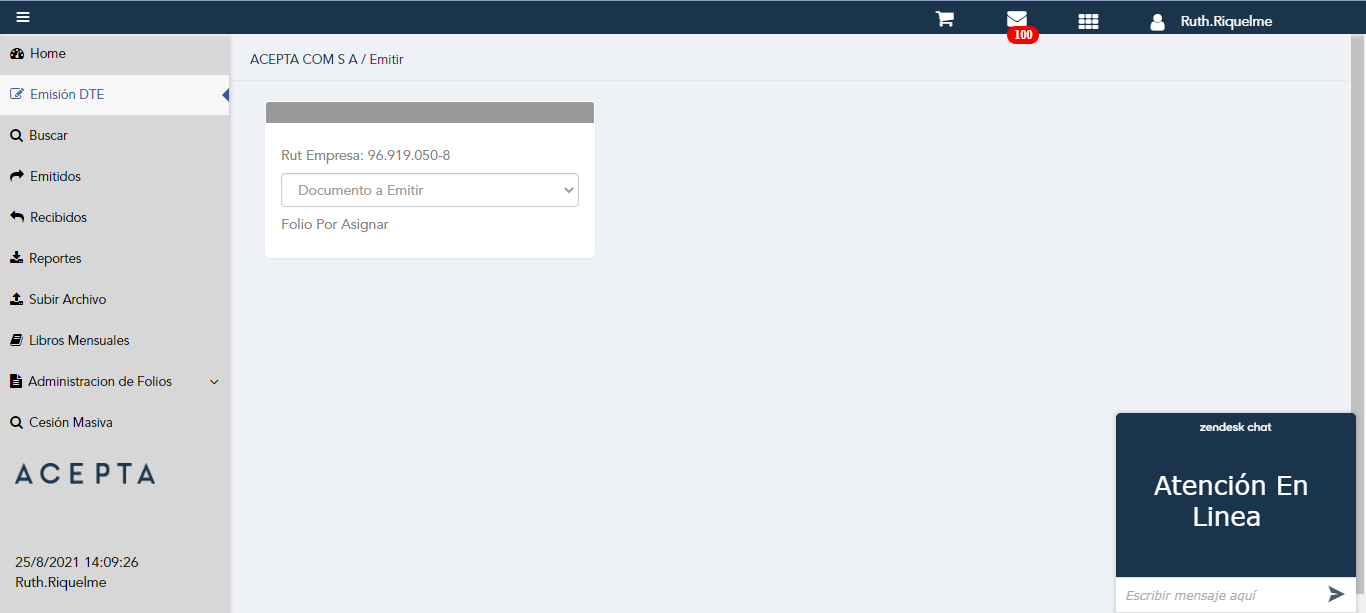 100
Ruth.Riquelme
Home
Emisión DTE
Buscar
Emitidos
Recibidos
Reportes
Subir Archivo
Libros Mensuales
Administracion de Folios
Cesión Masiva
ACEPTA
25/8/2021 14:09:26
Ruth.Riquelme
ACEPTA COM S A / Emitir
Rut Empresa: 96.919.050-8
Documento a Emitir
Folio Por Asignar
zendesk chat
Atención En
Linea
Escribir mensaje aquí